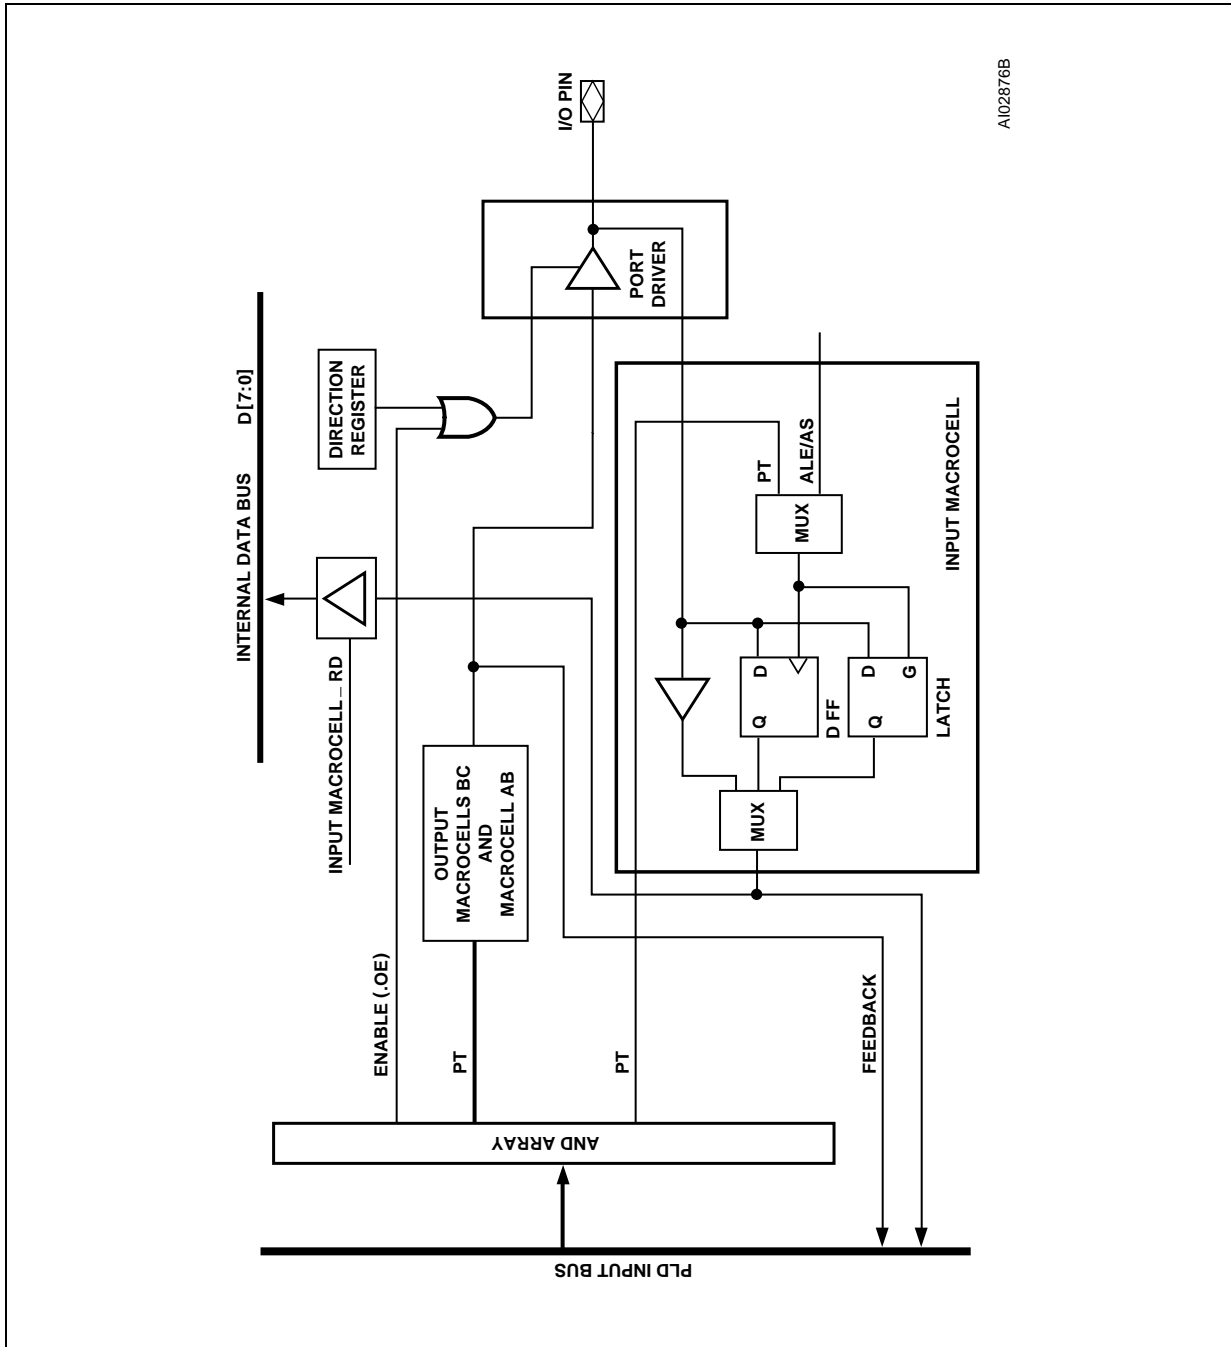 INTERNAL DATA BUS D [7:0]
INPUT MACROCELL_ RD
DIRECTION
REGISTER
ENABLE (.OE)
OUTPUT
MACROCELLS BC
AND
MACROCELL AB
PT
I/O PIN
PORT
DRIVER
PT
PT
ALE/AS
MUX
D
Q
D FF
D
G
Q
LATCH
MUX
INPUT MACROCELL
FEEDBACK
AND ARRAY
PLD INPUT BUS
AI02876B